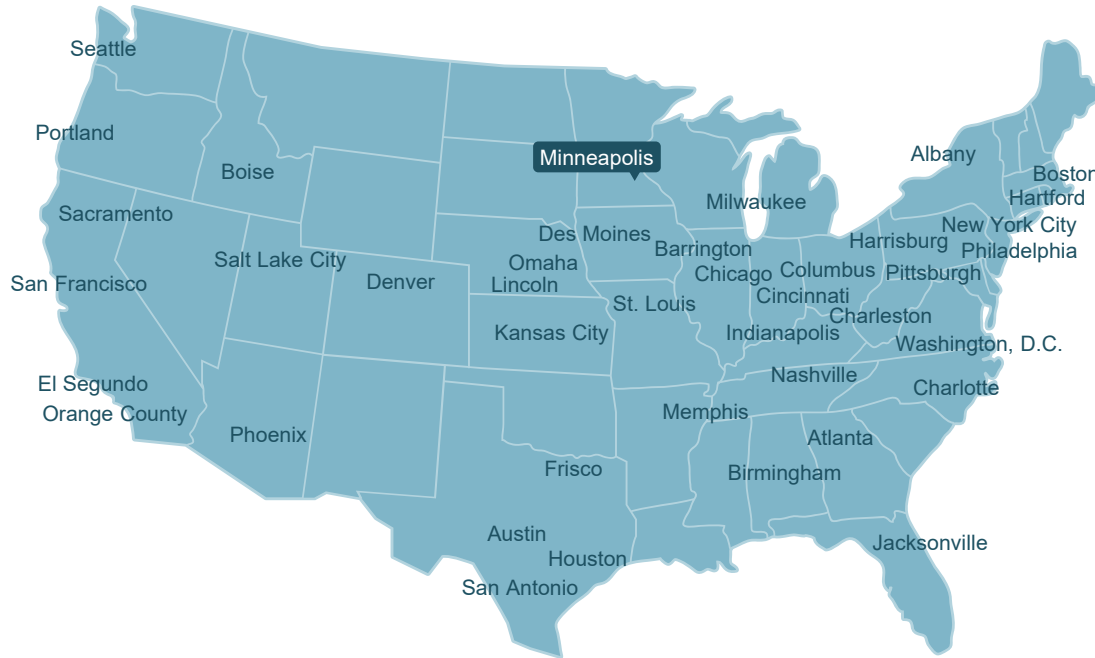 Seattle
Portland
Minneapolis
Albany
Boise
Boston
Milwaukee
Hartford
Sacramento
New York City
Des Moines
Harrisburg
Barrington
Philadelphia
Salt Lake City
Omaha
Columbus
Chicago
Pittsburgh
Denver
San Francisco
Lincoln
Cincinnati
St. Louis
Charleston
Kansas City
Indianapolis
Washington, D.C.
Nashville
El Segundo
Charlotte
Memphis
Orange County
Phoenix
Atlanta
Frisco
Birmingham
Austin
Jacksonville
Houston
San Antonio